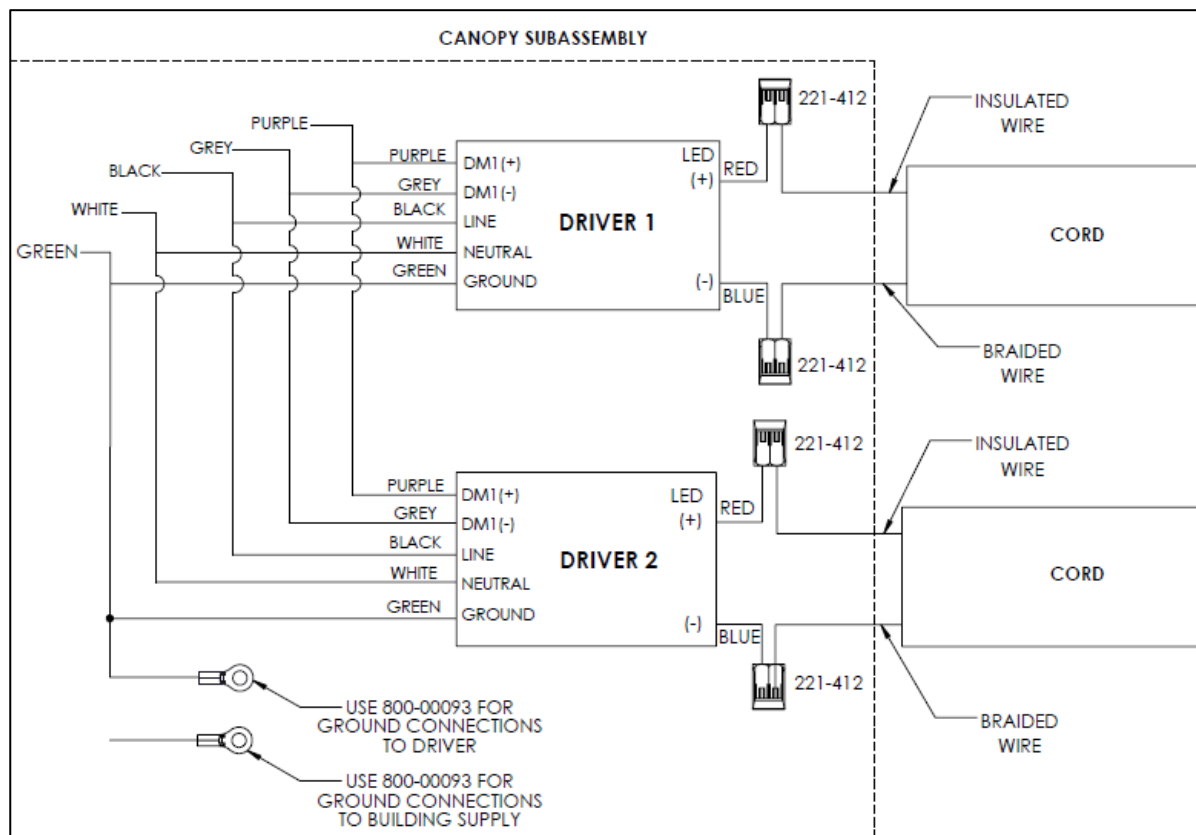 CANOPY SUBASSEMBLY
221-412
INSULATED
WIRE
PURPLE
GREY
BLACK
WHITE
GREEN
PURPLE
GREY
BLACK
WHITE
GREEN
DM1(+)
DM1(-)
LINE
NEUTRAL
GROUND
DRIVER 1
LED
(+)
(-)
RED
BLUE
CORD
221-412
BRAIDED
WIRE
221-412
INSULATED
WIRE
PURPLE
GREY
BLACK
WHITE
GREEN
DM1(+)
DM1(-)
LINE
NEUTRAL
GROUND
DRIVER 2
LED
(+)
(-)
RED
BLUE
CORD
221-412
BRAIDED
WIRE
USE 800-00093 FOR
GROUND CONNECTIONS
TO DRIVER
USE 800-00093 FOR
GROUND CONNECTIONS
TO BUILDING SUPPLY